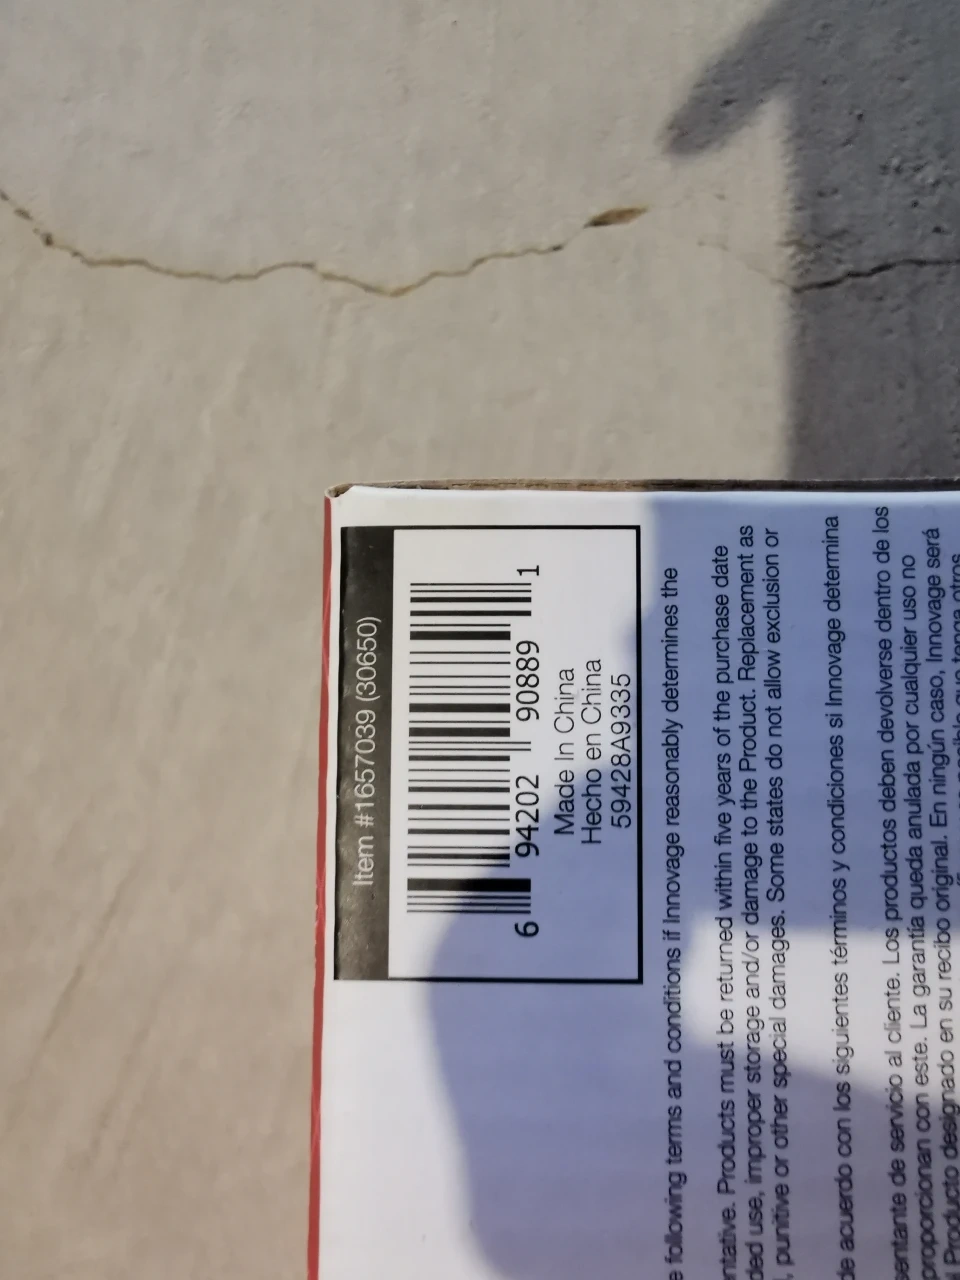 Item #1657039 (30650)
6 94202 90889 1
Made In China
Hecho en China
59428A9335
following terms and conditions if Innovage reasonably determines the
Products must be returned within five years of the purchase date
use, improper storage and/or damage to the Product. Replacement as
punitive or other special damages. Some states do not allow exclusion or
de acuerdo con los siguientes términos y condiciones si Innovage determina
de servicio al cliente. Los productos deben devolverse dentro de los
proporcionan con este. La garantía queda anulada por cualquier uso no
Producto designado en su recibo original. En ningún caso, Innovage será
que tenga otros